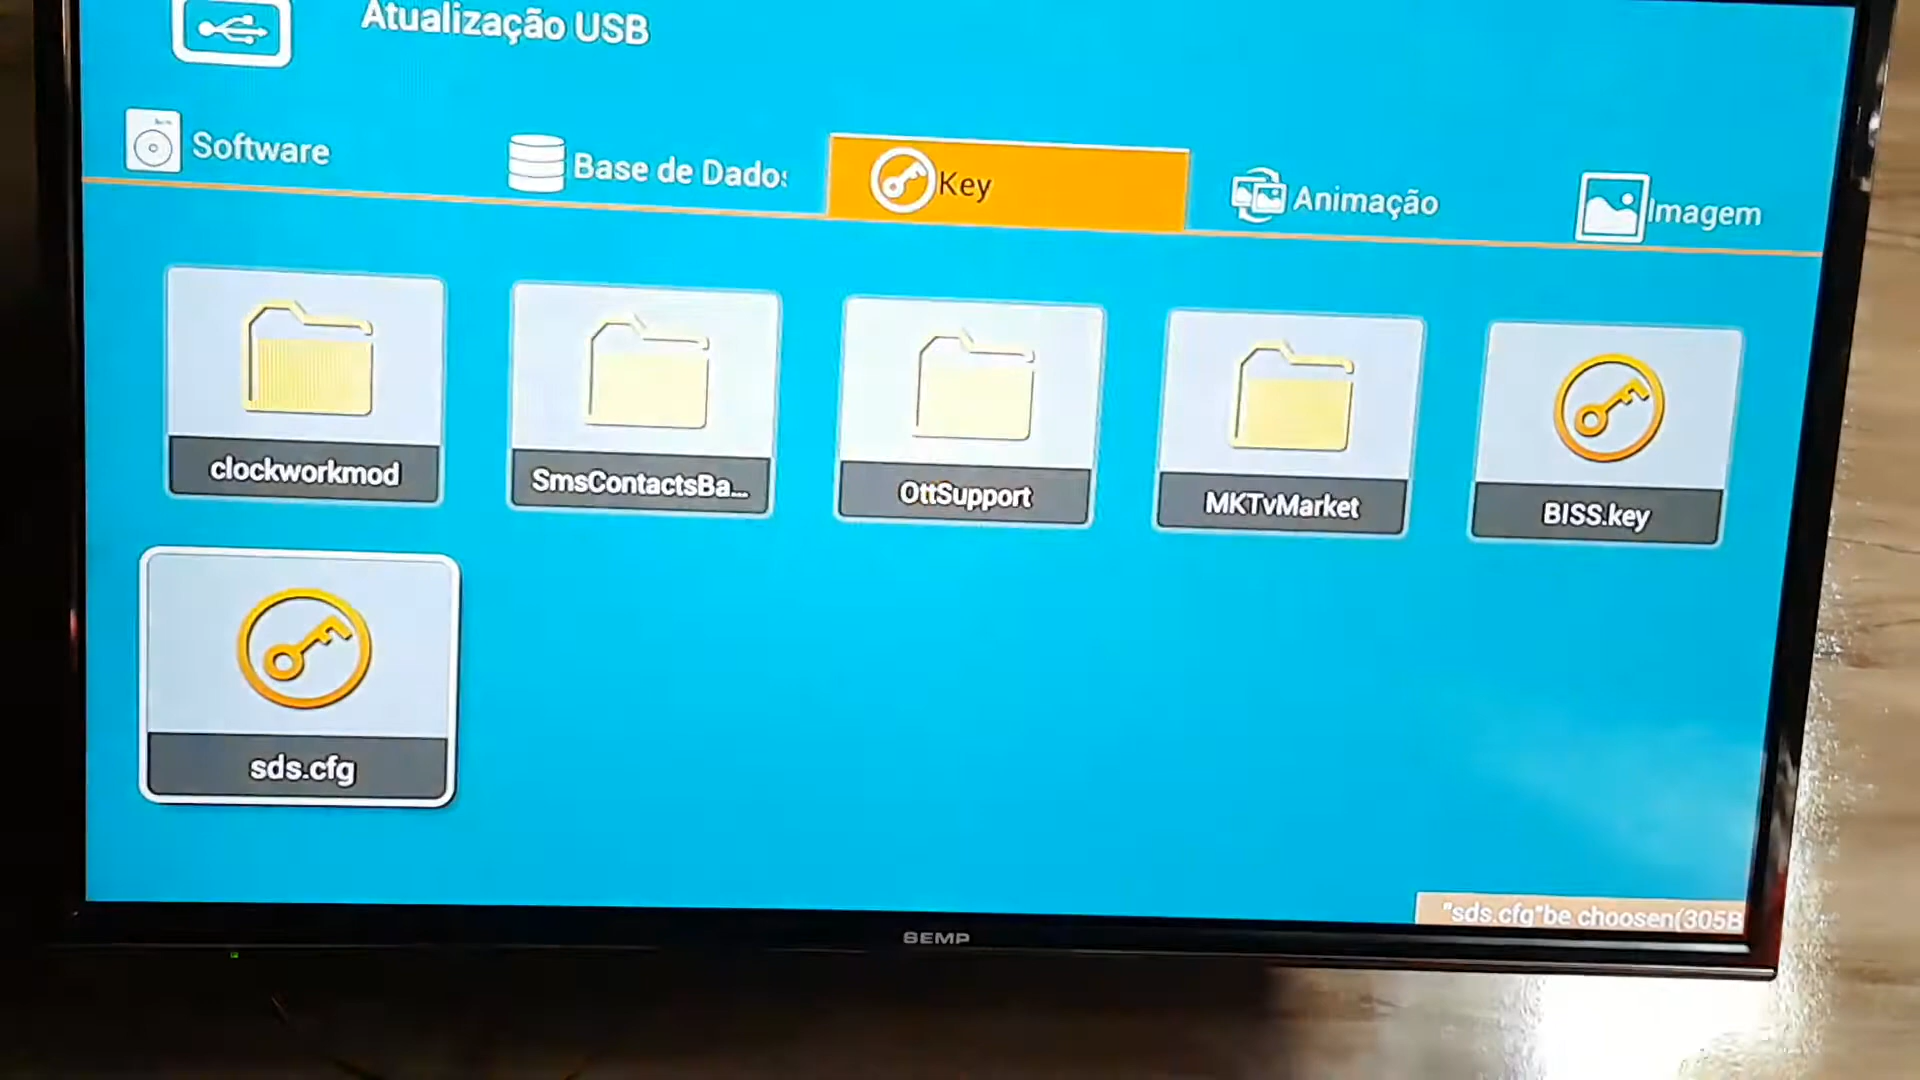 Atualização USB
Software
Base de Dados
Key
Animação
Imagem
clockworkmod
SmsContactsBa...
OttSupport
MKTvMarket
BISS.key
sds.cfg
"sds.cfg"be choosen(305B
SEMP